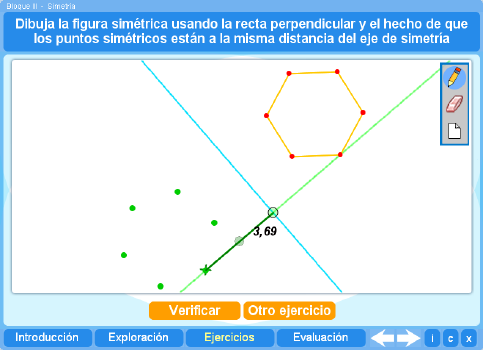 Bloque III - Simetría
Dibuja la figura simétrica usando la recta perpendicular y el hecho de que
los puntos simétricos están a la misma distancia del eje de simetría
3,69
Verificar
Otro ejercicio
Introducción
Exploración
Ejercicios
Evaluación
i
c
x